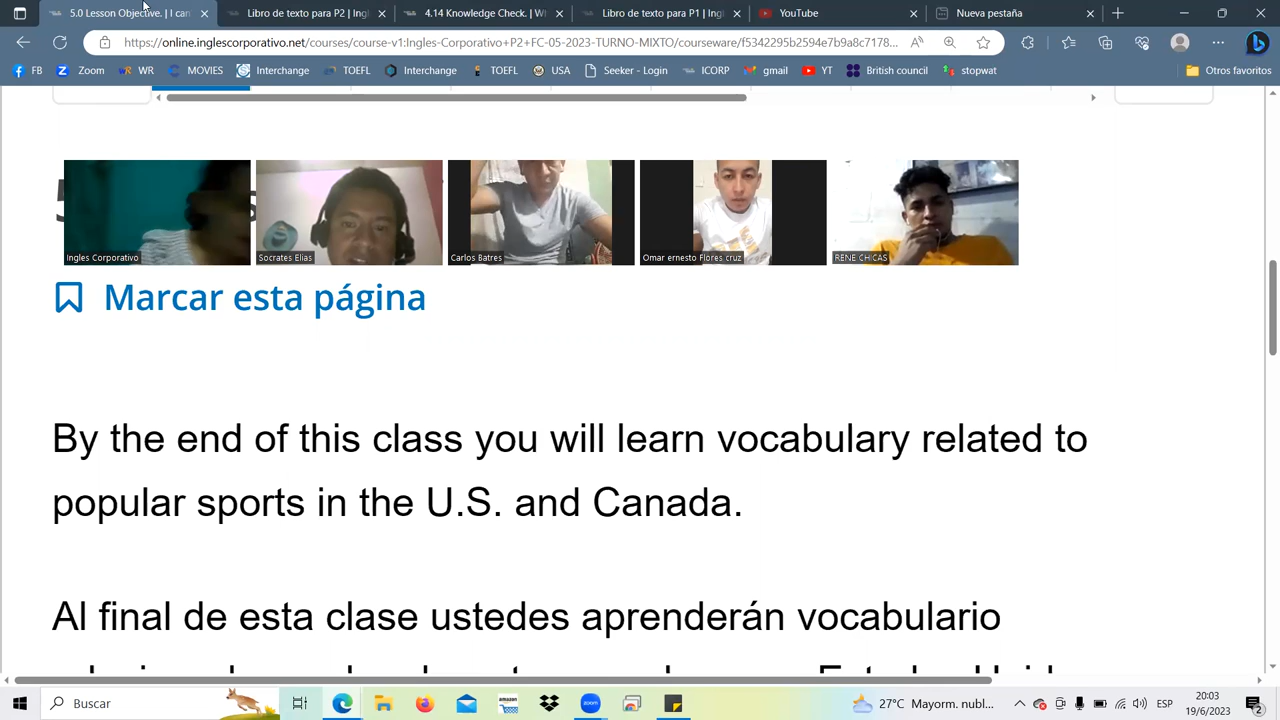 5.0 Lesson Objective. | I can
Libro de texto para P2 | Ingl
4.14 Knowledge Check. | W
Libro de texto para P1 | Ingl
YouTube
Nueva pestaña
https://online.inglescorporativo.net/courses/course-v1:Ingles-Corporativo+P2+FC-05-2023-TURNO-MIXTO/courseware/f5342295b2594e7b9a8c7178...
FB
Zoom
WR
MOVIES
Interchange
TOEFL
Interchange
TOEFL
USA
Seeker - Login
ICORP
gmail
YT
British council
stopwat
Otros favoritos
Ingles Corporativo
Socrates Elias
Carlos Batres
Omar ernesto Flores cruz
RENE CHICAS
Marcar esta página
By the end of this class you will learn vocabulary related to
popular sports in the U.S. and Canada.
Al final de esta clase ustedes aprenderán vocabulario
Buscar
27°C Mayorm. nubl...
ESP
20:03
19/6/2023